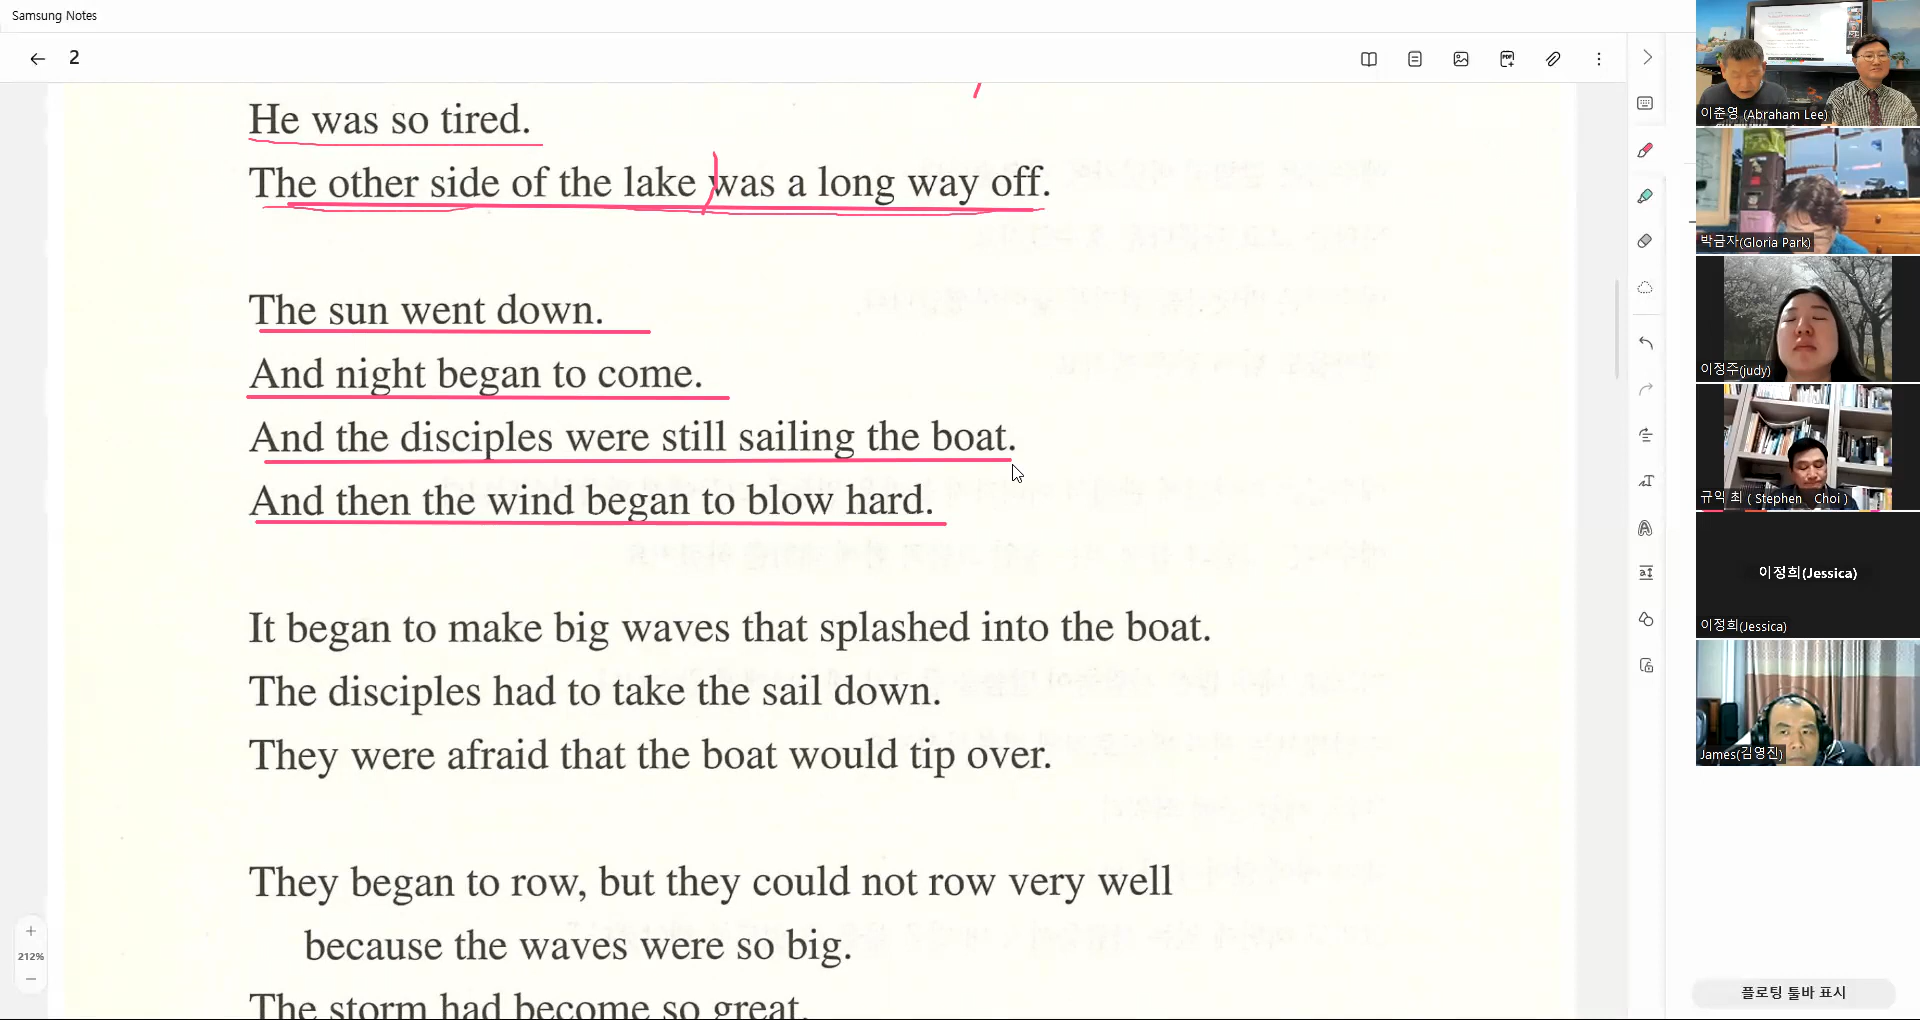 Samsung Notes
2
He was so tired.
The other side of the lake was a long way off.
The sun went down.
And night began to come.
And the disciples were still sailing the boat.
And then the wind began to blow hard.
It began to make big waves that splashed into the boat.
The disciples had to take the sail down.
They were afraid that the boat would tip over.
They began to row, but they could not row very well
because the waves were so big.
The storm had become so great,
212%
이춘영 (Abraham Lee)
박금자(Gloria Park)
이정주(judy)
규익 최 ( Stephen Choi )
이정희(Jessica)
이정희(Jessica)
James(김영진)
플로팅 툴바 표시